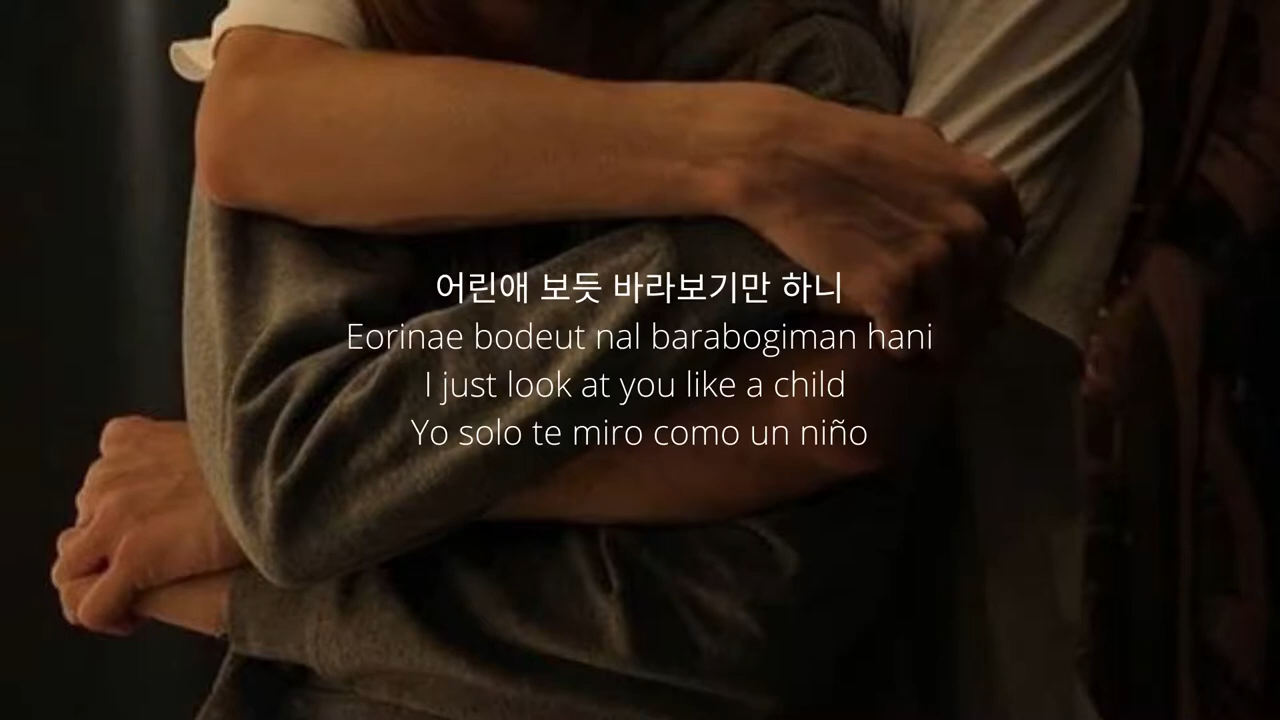 어린애 보듯 바라보기만 하니
Eorinae bodeut nal barabogiman hani
I just look at you like a child
Yo solo te miro como un niño